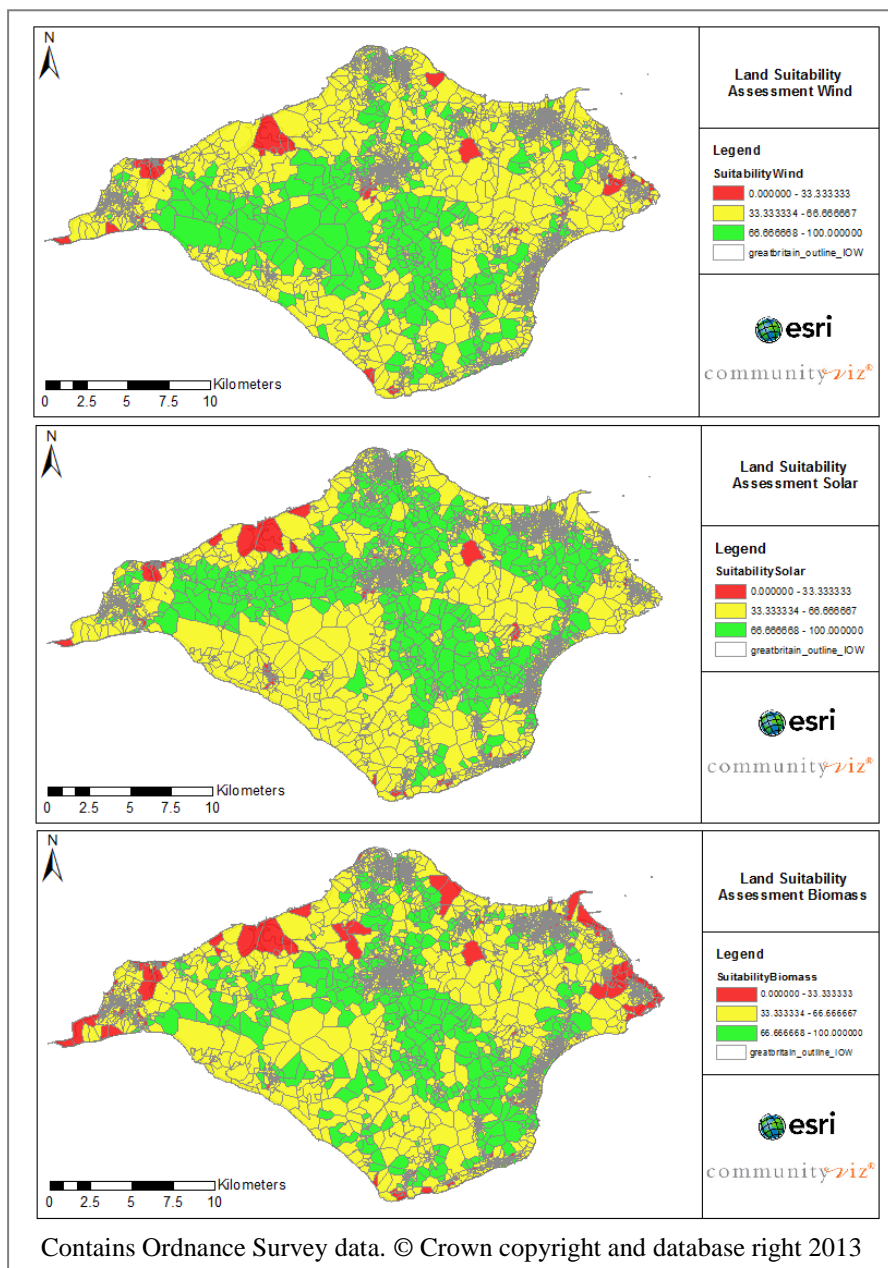 N
Land Suitability
Assessment Wind
Legend
SuitabilityWind
0.000000 - 33.333333
33.333334 - 66.666667
66.666668 - 100.000000
greatbritain_outline_IOW
Kilometers
0 2.5 5 7.5 10
esri
communityviz®
N
Land Suitability
Assessment Solar
Legend
SuitabilitySolar
0.000000 - 33.333333
33.333334 - 66.666667
66.666668 - 100.000000
greatbritain_outline_IOW
Kilometers
0 2.5 5 7.5 10
esri
communityviz®
N
Land Suitability
Assessment Biomass
Legend
SuitabilityBiomass
0.000000 - 33.333333
33.333334 - 66.666667
66.666668 - 100.000000
greatbritain_outline_IOW
Kilometers
0 2.5 5 7.5 10
esri
communityviz®
Contains Ordnance Survey data. © Crown copyright and database right 2013